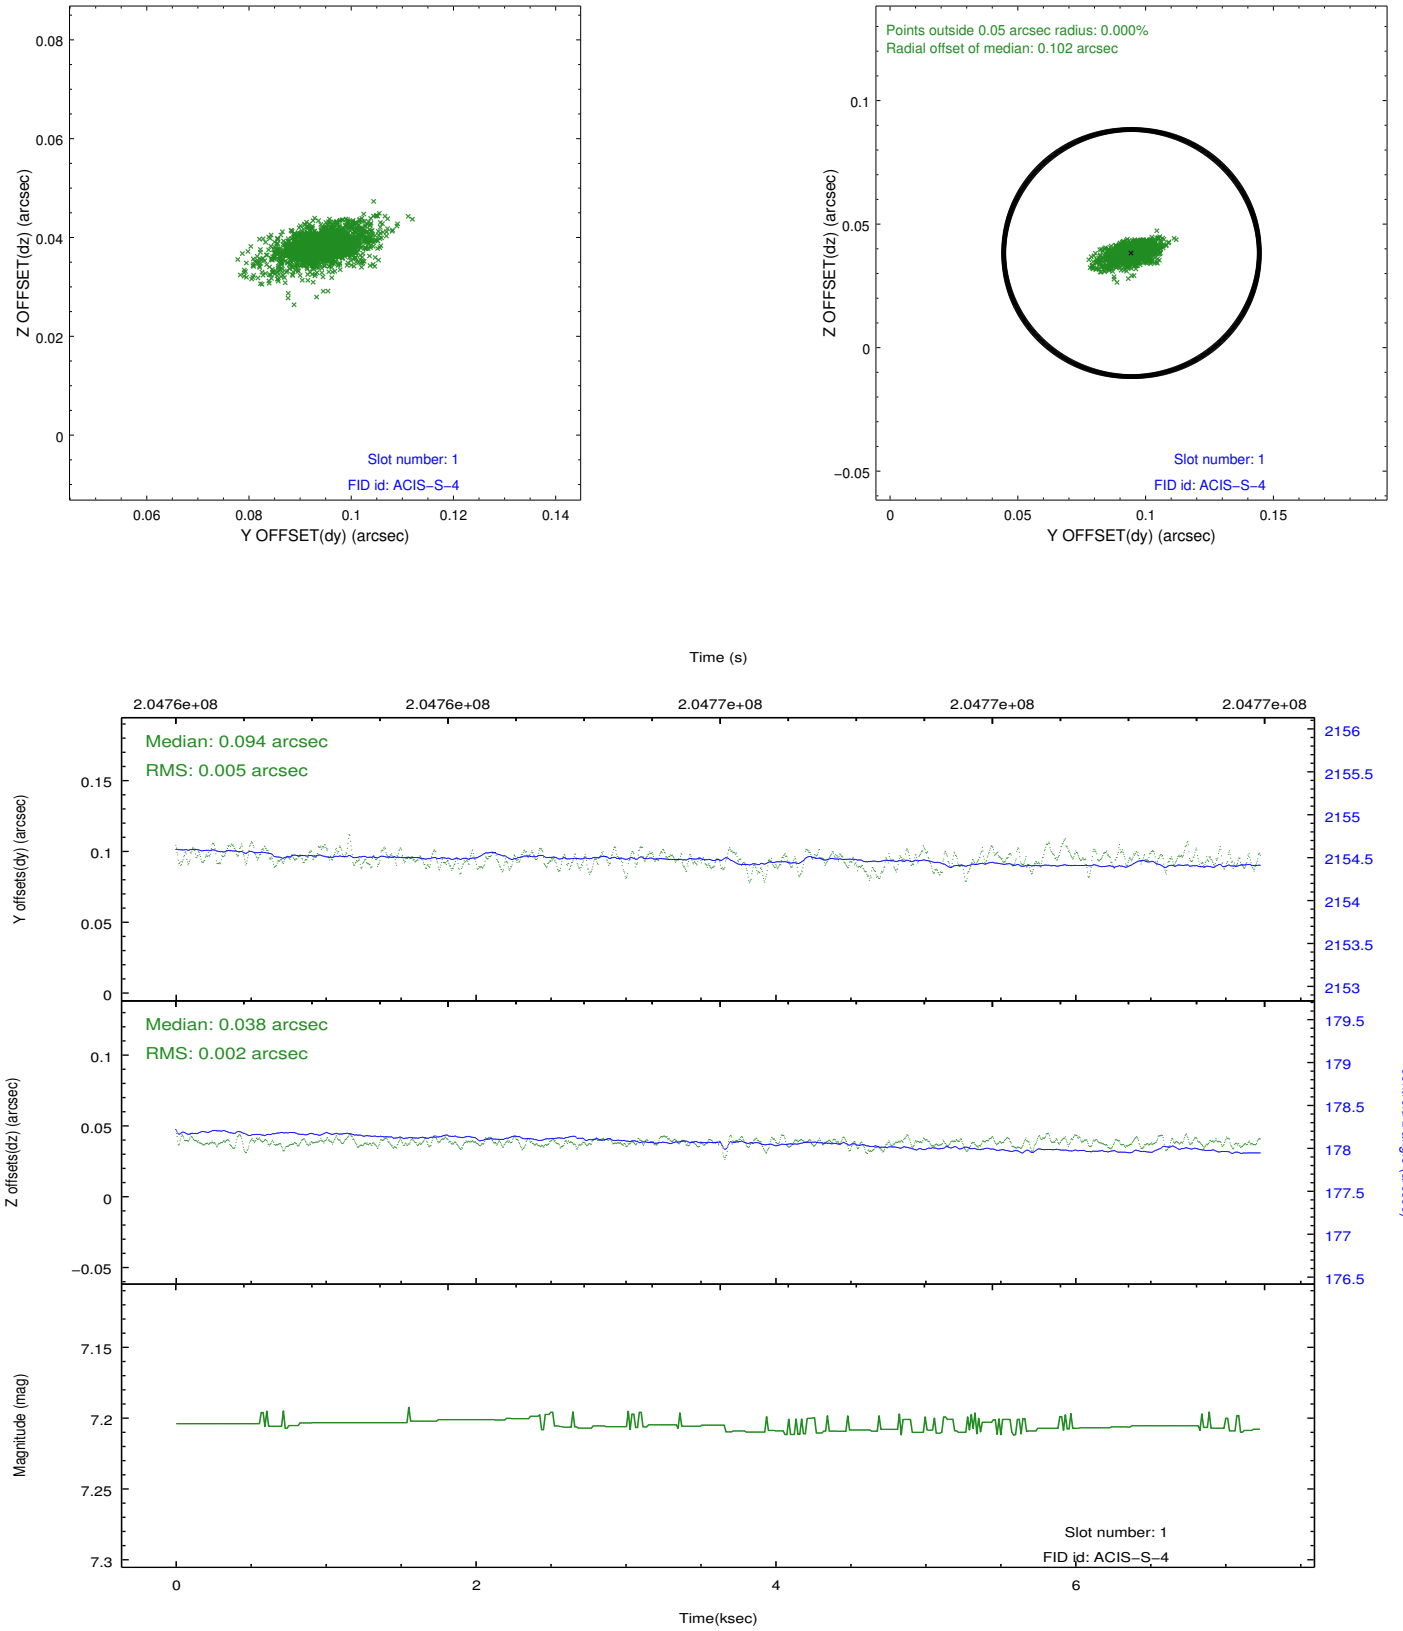 0.08
0.06
0.04
0.02
0
Z OFFSET(dz) (arcsec)
Slot number: 1
FID id: ACIS−S−4
0.06 0.08 0.1 0.12 0.14
Y OFFSET(dy) (arcsec)
Points outside 0.05 arcsec radius: 0.000%
Radial offset of median: 0.102 arcsec
0.1
0.05
0
−0.05
Z OFFSET(dz) (arcsec)
Slot number: 1
FID id: ACIS−S−4
0 0.05 0.1 0.15
Y OFFSET(dy) (arcsec)
Time (s)
2.0476e+08 2.0476e+08 2.0477e+08 2.0477e+08 2.0477e+08
Median: 0.094 arcsec
RMS: 0.005 arcsec
0.15
0.1
0.05
0
Y offsets(dy) (arcsec)
2156
2155.5
2155
2154.5
2154
2153.5
2153
Median: 0.038 arcsec
RMS: 0.002 arcsec
0.1
0.05
0
−0.05
Z offsets(dz) (arcsec)
179.5
179
178.5
178
177.5
177
176.5
7.15
7.2
7.25
7.3
Magnitude (mag)
Slot number: 1
FID id: ACIS−S−4
0 2 4 6
Time(ksec)